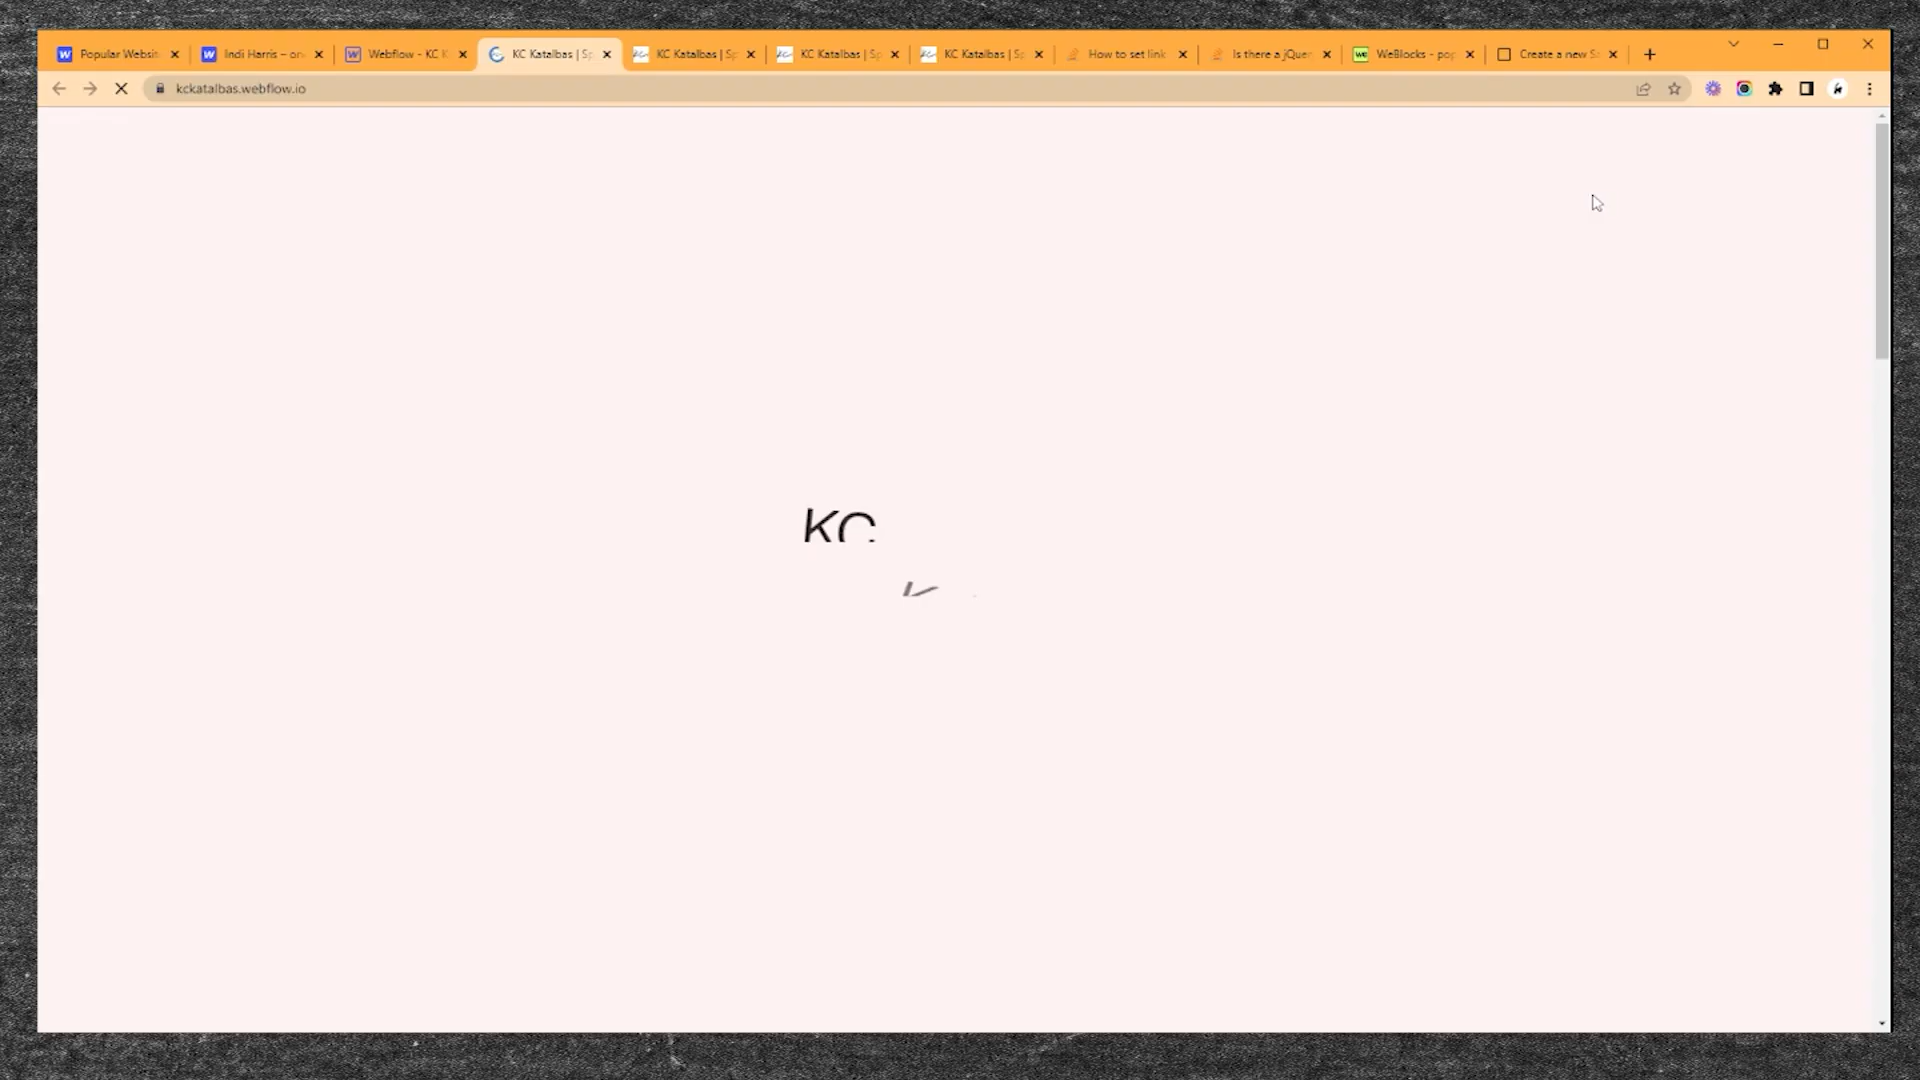 Popular Websit
Indi Harris – on
Webflow - KC K
KC Katalbas | Sp
KC Katalbas | Sp
KC Katalbas | Sp
KC Katalbas | Sp
How to set link
Is there a jQuer
WeBlocks - pop
Create a new S
kckatalbas.webflow.io
KC
K